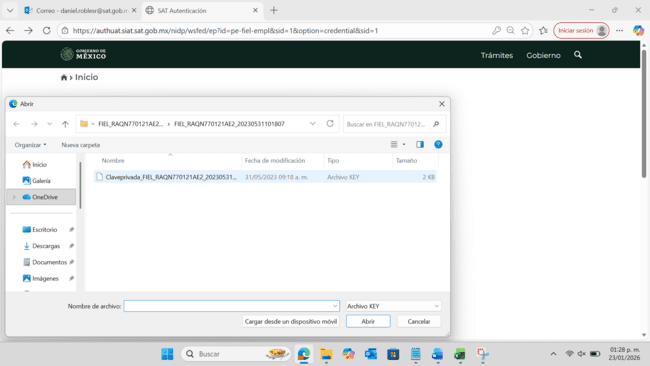 Correo - daniel.roblesr@sat.gob.m
SAT Autenticación
https://authuat.siat.sat.gob.mx/nidp/wsfed/ep?id=pe-fiel-empl&sid=1&option=credential&sid=1
Iniciar sesión
GOBIERNO DE
MÉXICO
Trámites
Gobierno
Inicio
Abrir
FIEL_RAQN770121AE2...
FIEL_RAQN770121AE2_20230531101807
Buscar en FIEL_RAQN77012...
Organizar
Nueva carpeta
Inicio
Galería
OneDrive
Escritorio
Descargas
Documentos
Imágenes
Nombre
Fecha de modificación
Tipo
Tamaño
Claveprivada_FIEL_RAQN770121AE2_20230531...
31/05/2023 09:18 a. m.
Archivo KEY
2 KB
Nombre de archivo:
Archivo KEY
Cargar desde un dispositivo móvil
Abrir
Cancelar
Buscar
01:28 p. m.
23/01/2026